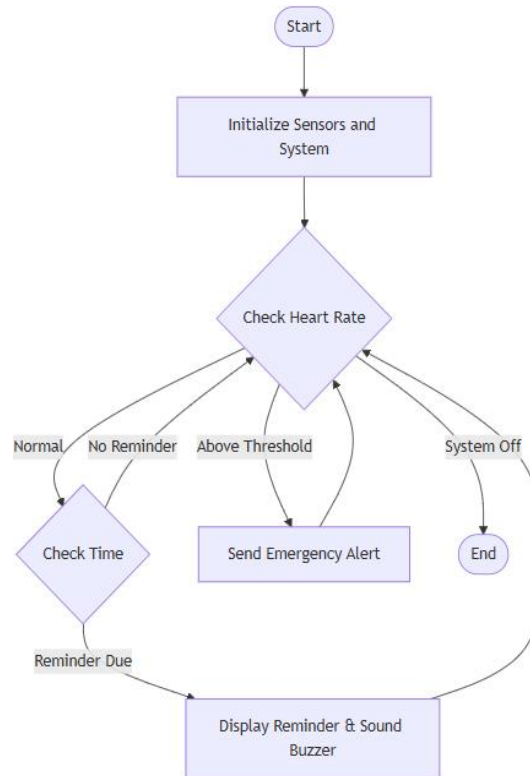 Start
Initialize Sensors and
System
Check Heart Rate
Normal
No Reminder
Above Threshold
System Off
Check Time
Send Emergency Alert
End
Reminder Due
Display Reminder & Sound
Buzzer